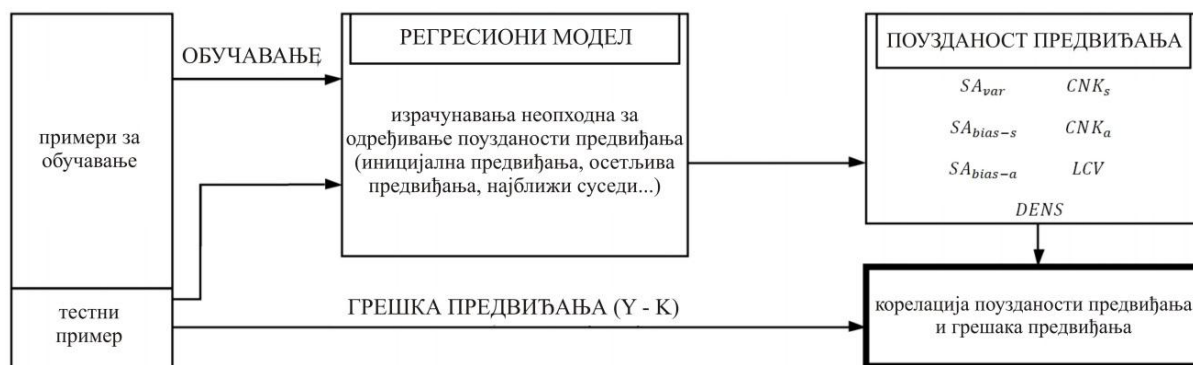 примери за
обучавање
тестни
пример
ОБУЧАВАЊЕ
РЕГРЕСИОНИ МОДЕЛ
израчунавања неопходна за
одређивање поузданости предвиђања
(иницијална предвиђања, осетљива
предвиђања, најближи суседи...)
ГРЕШКА ПРЕДВИЂАЊА (Y - K)
ПОУЗДАНОСТ ПРЕДВИЂАЊА
SA_var CNK_s
SA_bias-s CNK_a
SA_bias-a LCV
DENS
корелација поузданости предвиђања
и грешака предвиђања